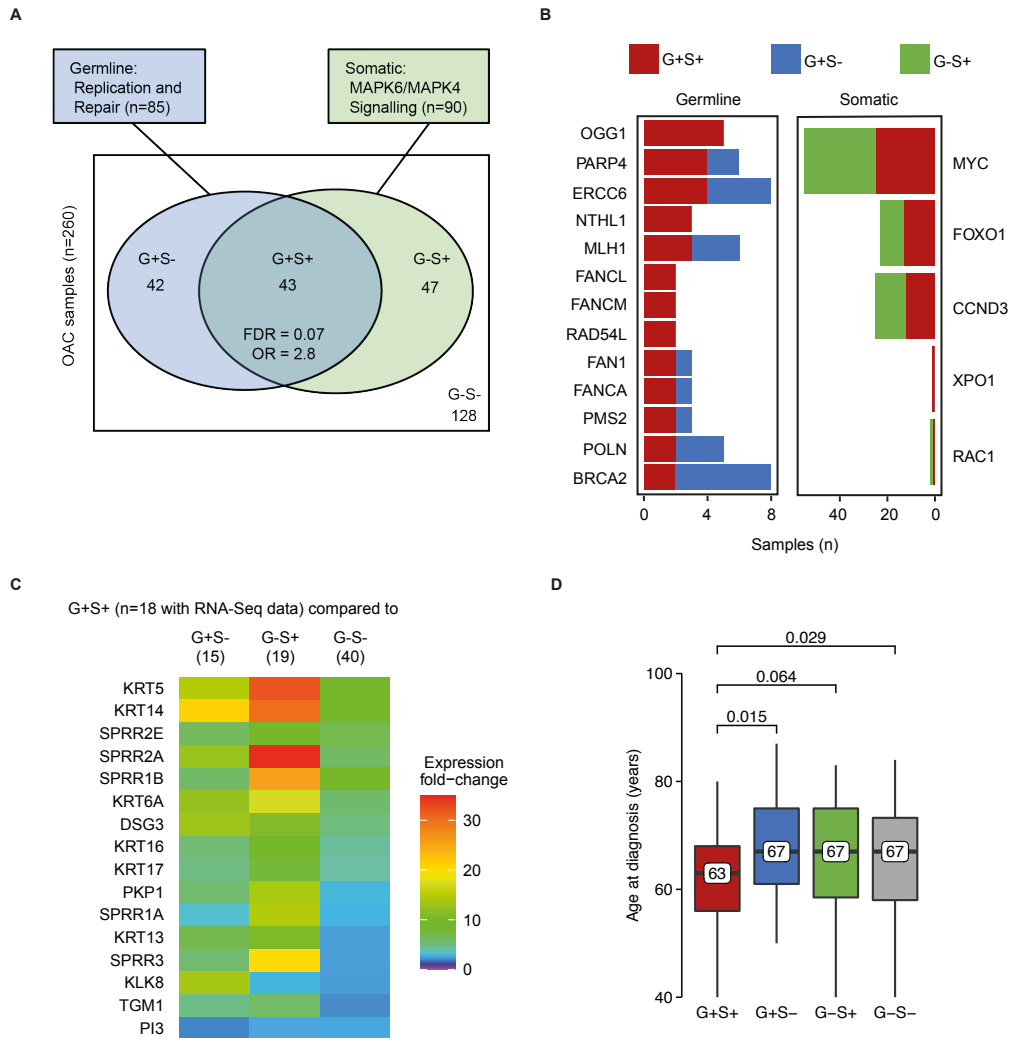 A
Germline:
Replication and
Repair (n=85)
Somatic:
MAPK6/MAPK4
Signalling (n=90)
OAC samples (n=260)
G+S-
42
G+S+
43
G-S+
47
FDR = 0.07
OR = 2.8
G-S-
128
B
G+S+
G+S-
G-S+
Germline
Somatic
OGG1
PARP4
ERCC6
NTHL1
MLH1
FANCL
FANCM
RAD54L
FAN1
FANCA
PMS2
POLN
BRCA2
MYC
FOXO1
CCND3
XPO1
RAC1
0 4 8
40 20 0
Samples (n)
C
G+S+ (n=18 with RNA-Seq data) compared to
G+S- G-S+ G-S-
(15) (19) (40)
KRT5
KRT14
SPRR2E
SPRR2A
SPRR1B
KRT6A
DSG3
KRT16
KRT17
PKP1
SPRR1A
KRT13
SPRR3
KLK8
TGM1
PI3
Expression
fold−change
30
20
10
0
D
0.029
0.064
0.015
Age at diagnosis (years)
100
80
60
40
63 67 67 67
G+S+ G+S− G−S+ G−S−